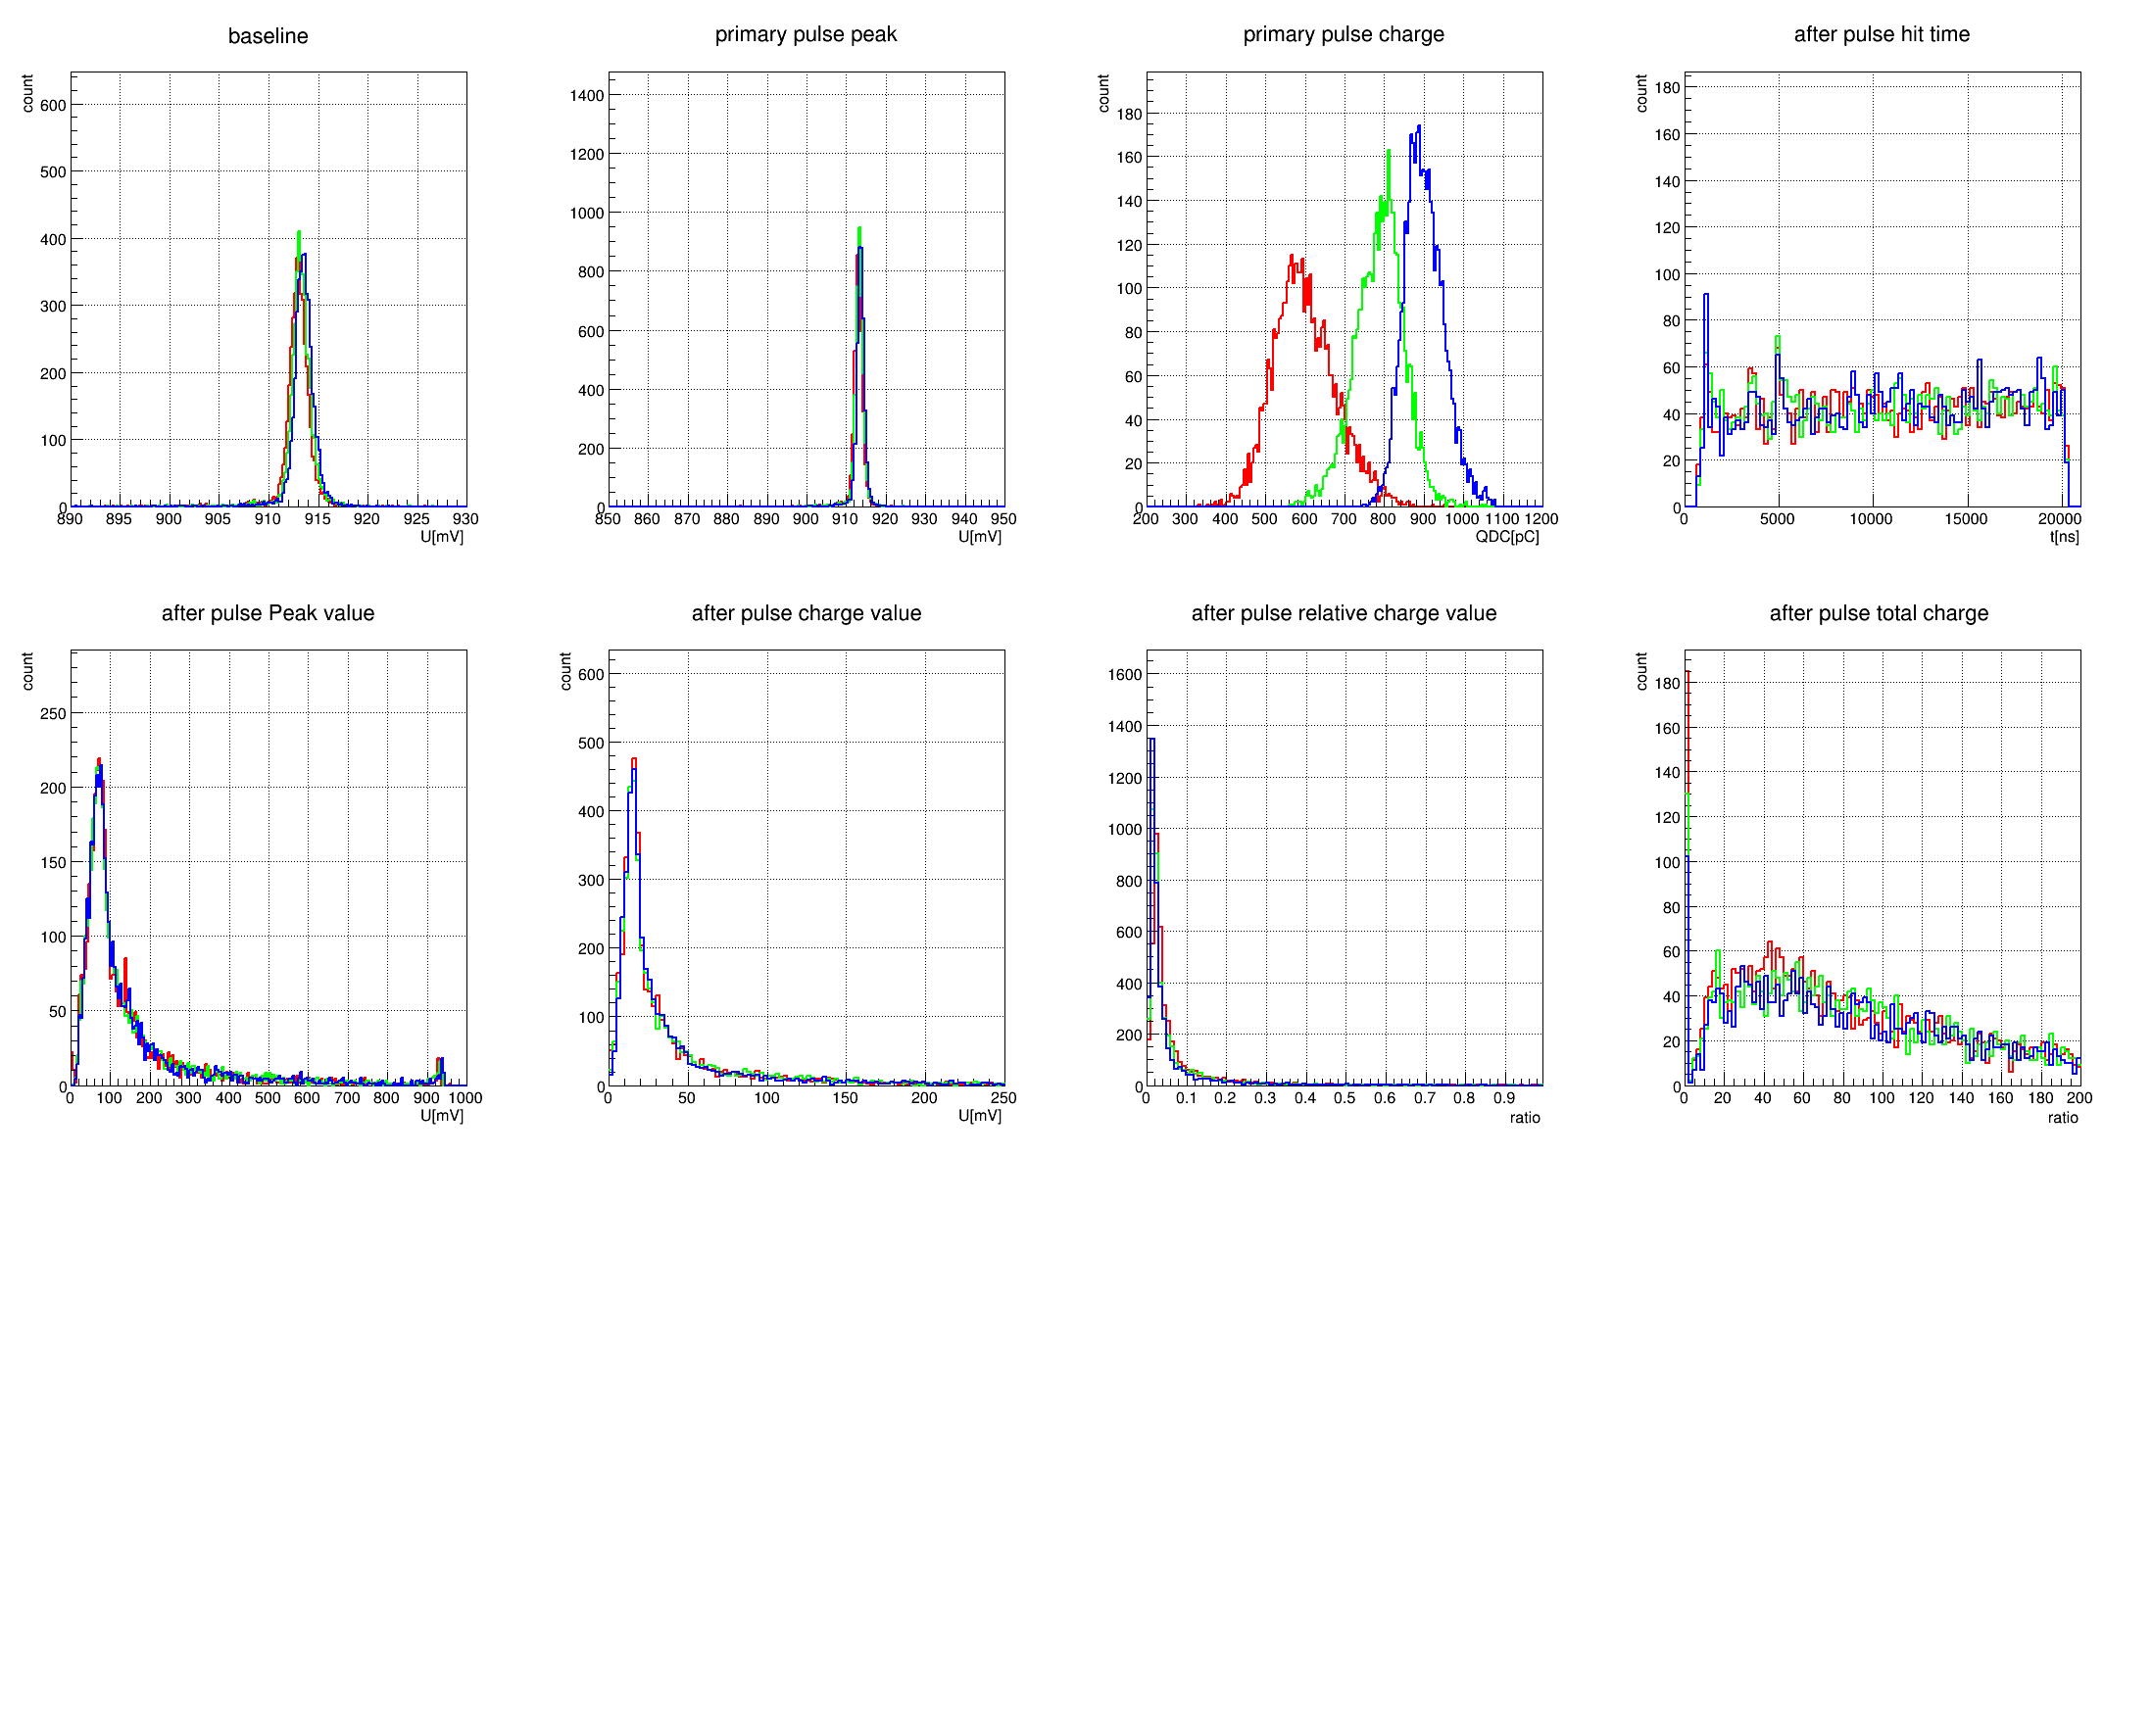 baseline
count
600
500
400
300
200
100
0
890 895 900 905 910 915 920 925 930
U[mV]
primary pulse peak
1400
1200
1000
800
600
400
200
0
850 860 870 880 890 900 910 920 930 940 950
U[mV]
primary pulse charge
count
180
160
140
120
100
80
60
40
20
0
200 300 400 500 600 700 800 900 1000 1100 1200
QDC[pC]
after pulse hit time
count
180
160
140
120
100
80
60
40
20
0
0 5000 10000 15000 20000
t[ns]
after pulse Peak value
count
250
200
150
100
50
0
0 100 200 300 400 500 600 700 800 900 1000
U[mV]
after pulse charge value
count
600
500
400
300
200
100
0
0 50 100 150 200 250
U[mV]
after pulse relative charge value
1600
1400
1200
1000
800
600
400
200
0
0 0.1 0.2 0.3 0.4 0.5 0.6 0.7 0.8 0.9
ratio
after pulse total charge
count
180
160
140
120
100
80
60
40
20
0
0 20 40 60 80 100 120 140 160 180 200
ratio